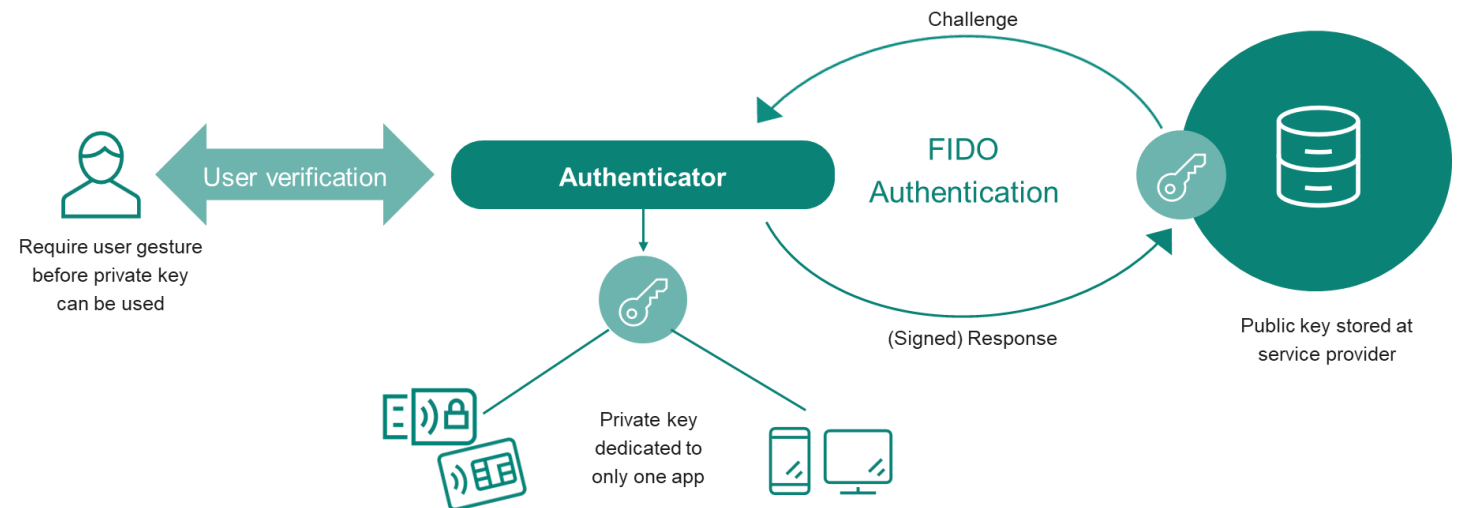 Challenge
FIDO
Authentication
User verification
Authenticator
Require user gesture
before private key
can be used
(Signed) Response
Public key stored at
service provider
Private key
dedicated to
only one app